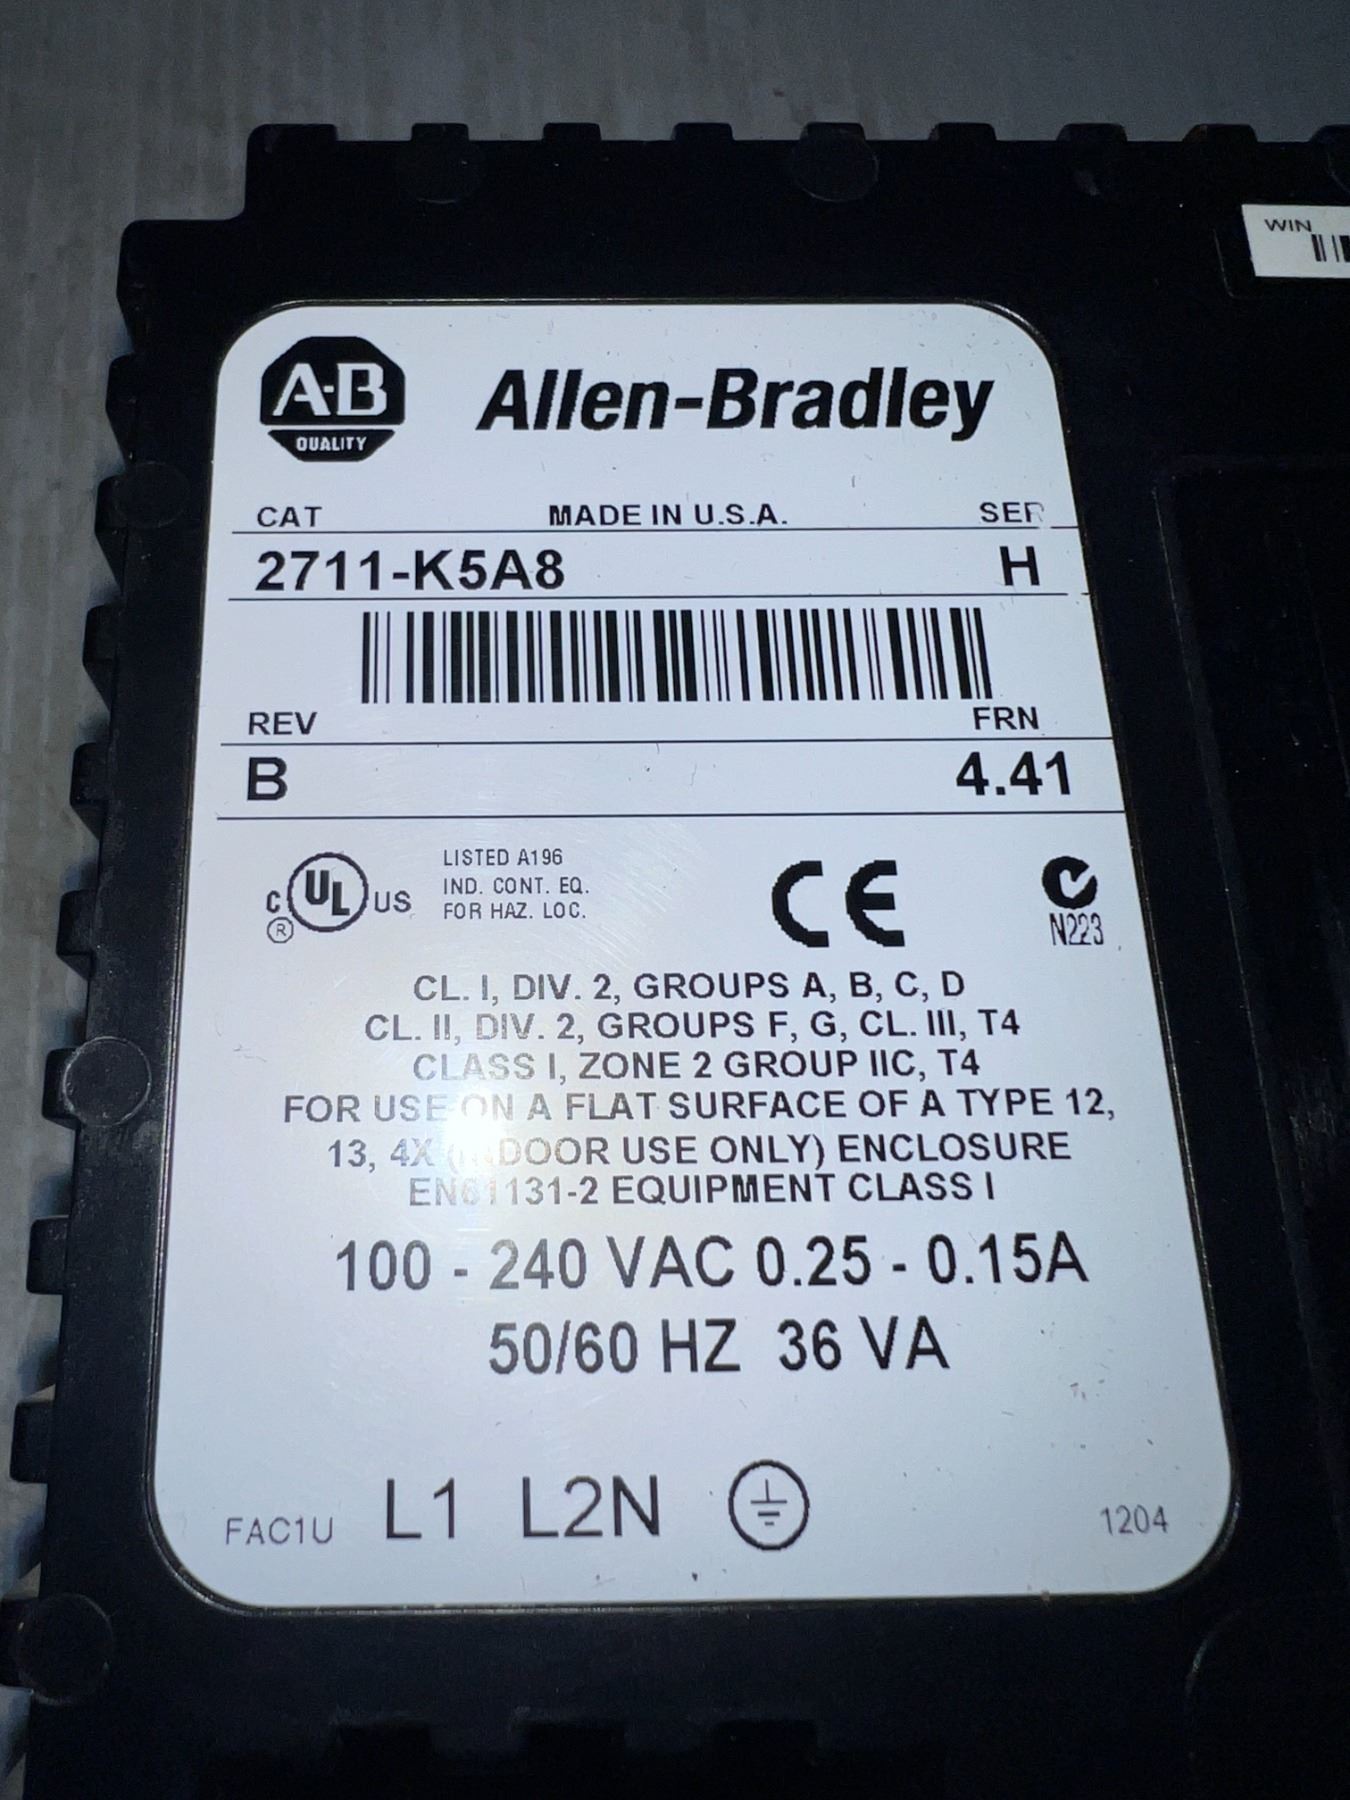 WIN
A-B
QUALITY
Allen-Bradley
CAT MADE IN U.S.A. SER
2711-K5A8 H
REV FRN
B 4.41
C UL US
®
LISTED A196
IND. CONT. EQ.
FOR HAZ. LOC.
CE
N223
CL. I, DIV. 2, GROUPS A, B, C, D
CL. II, DIV. 2, GROUPS F, G, CL. III, T4
CLASS I, ZONE 2 GROUP IIC, T4
FOR USE ON A FLAT SURFACE OF A TYPE 12,
13, 4X (INDOOR USE ONLY) ENCLOSURE
EN61131-2 EQUIPMENT CLASS I
100 - 240 VAC 0.25 - 0.15A
50/60 HZ 36 VA
FAC1U L1 L2N 1204